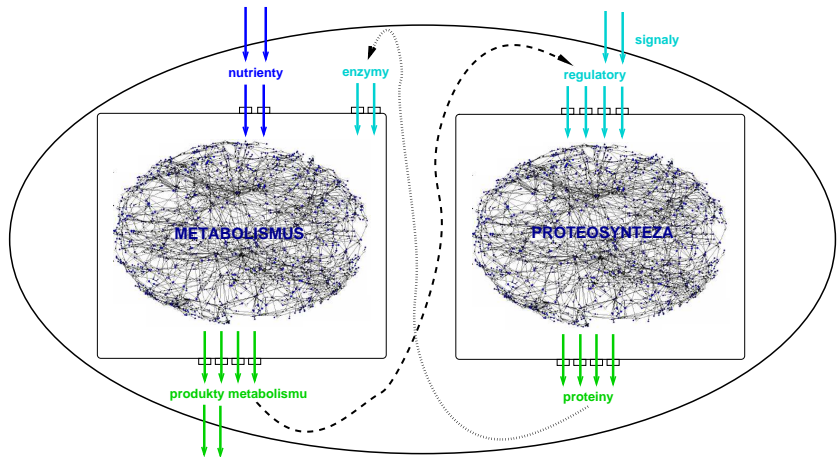 signaly
nutrienty
enzymy
regulatory
METABOLISMUS
PROTEOSYNTEZA
produkty metabolismu
proteiny